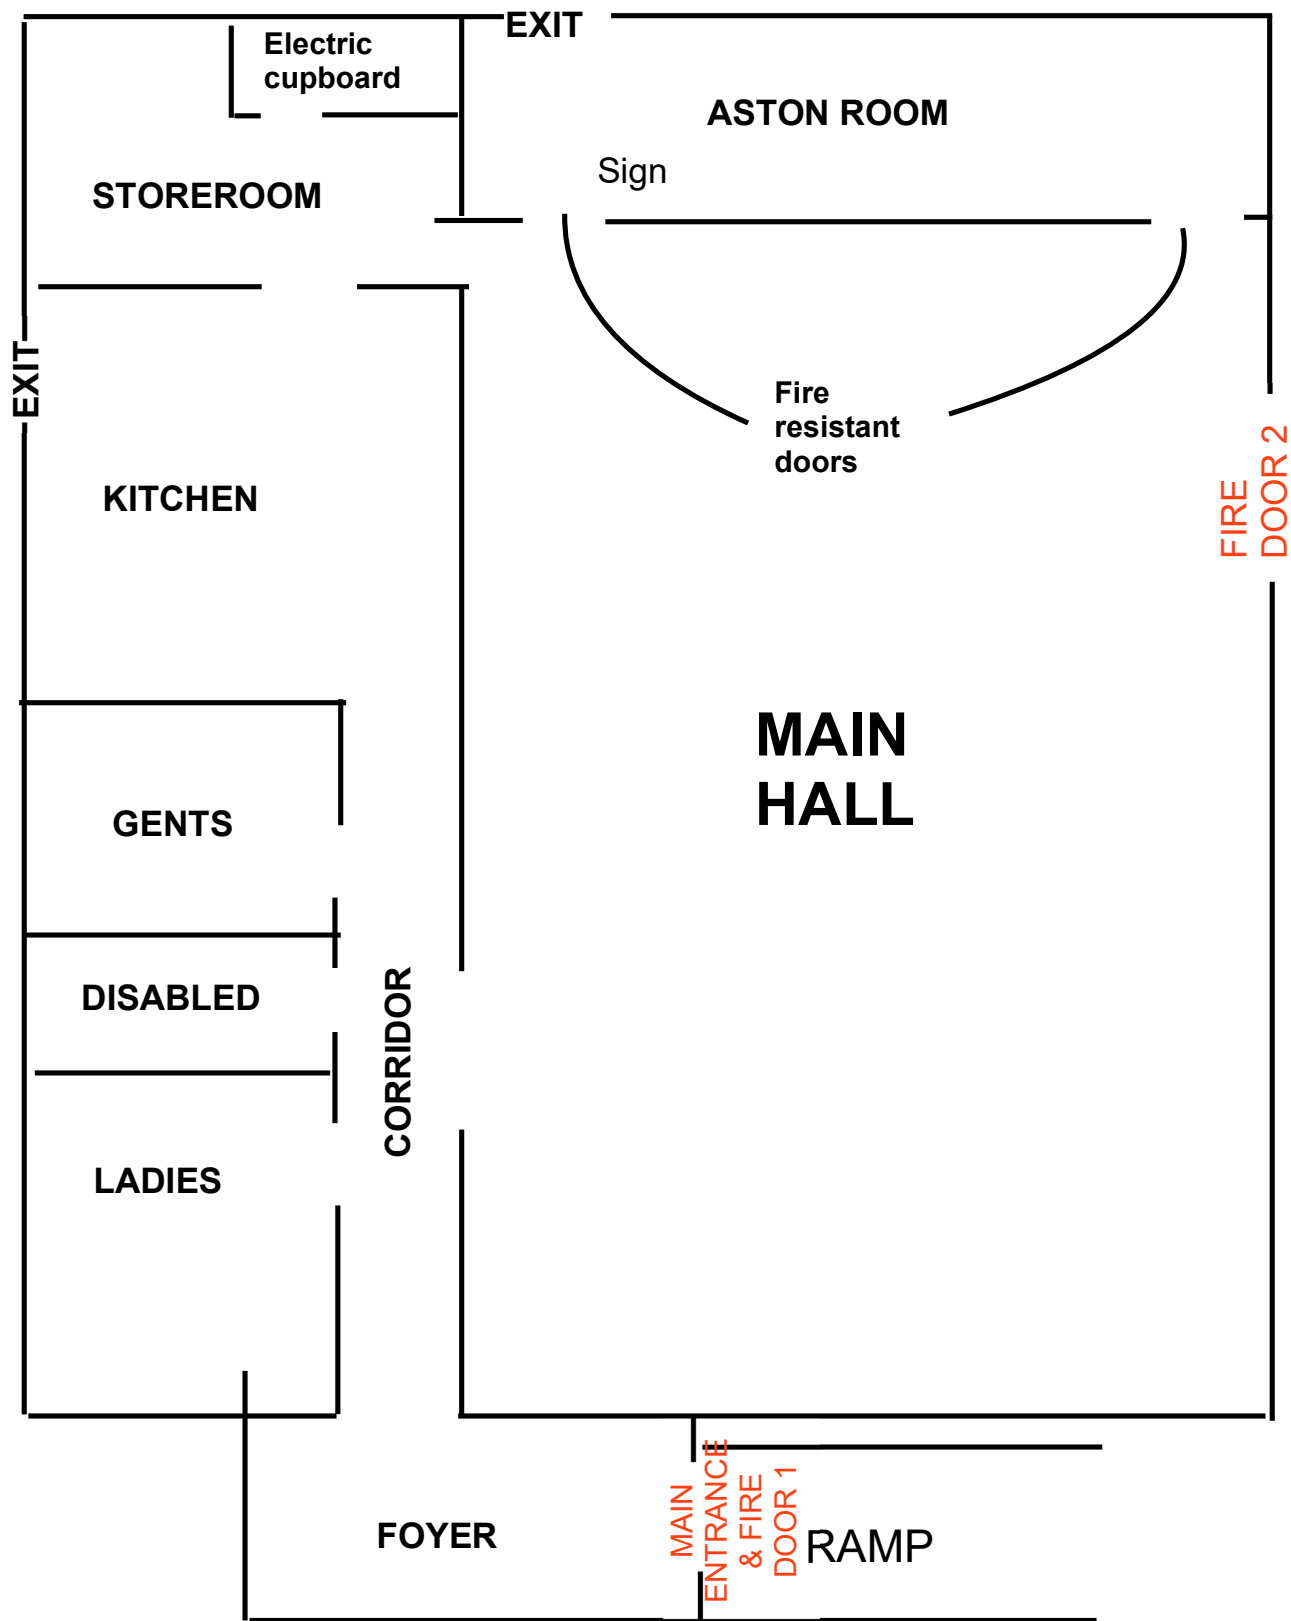 EXIT
Electric
cupboard
ASTON ROOM
Sign
STOREROOM
EXIT
Fire
resistant
doors
FIRE
DOOR 2
KITCHEN
MAIN
HALL
GENTS
DISABLED
CORRIDOR
LADIES
FOYER
MAIN
ENTRANCE
& FIRE
DOOR 1
RAMP